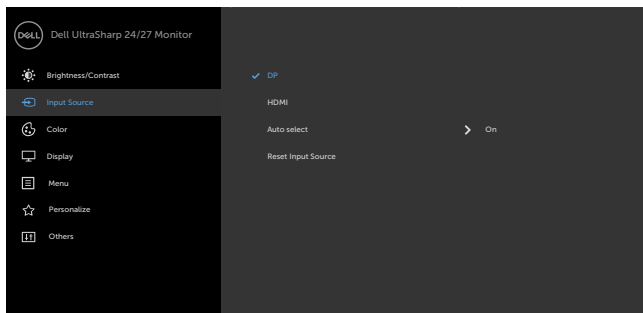 DELL Dell UltraSharp 24/27 Monitor
Brightness/Contrast
Input Source
Color
Display
Menu
Personalize
Others
DP
HDMI
Auto select On
Reset Input Source